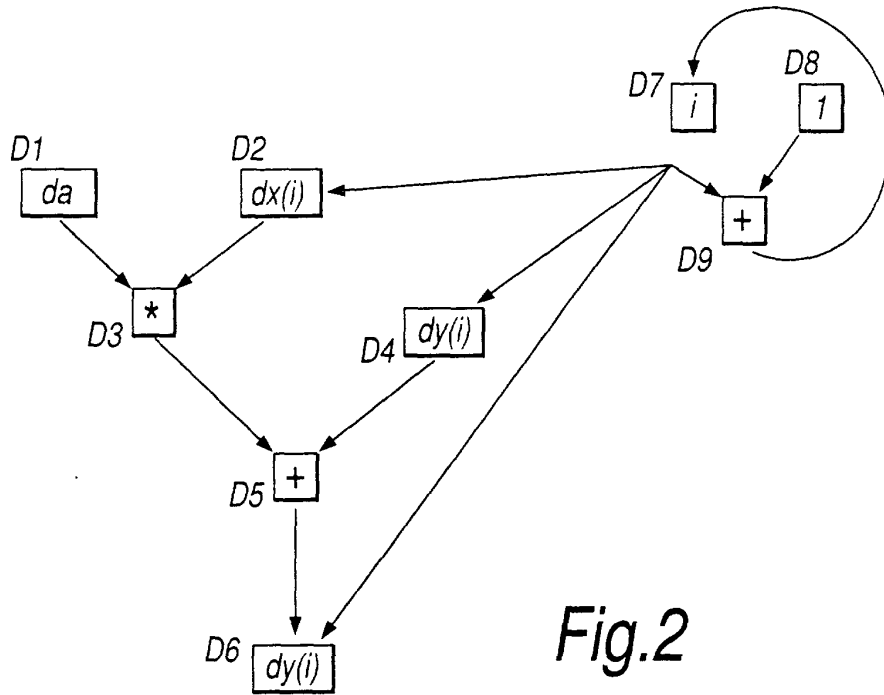 D7
D8
i
1
D1
D2
da
dx(i)
+
D9
*
D3
dy(i)
D4
+
D5
Fig.2
D6
dy(i)